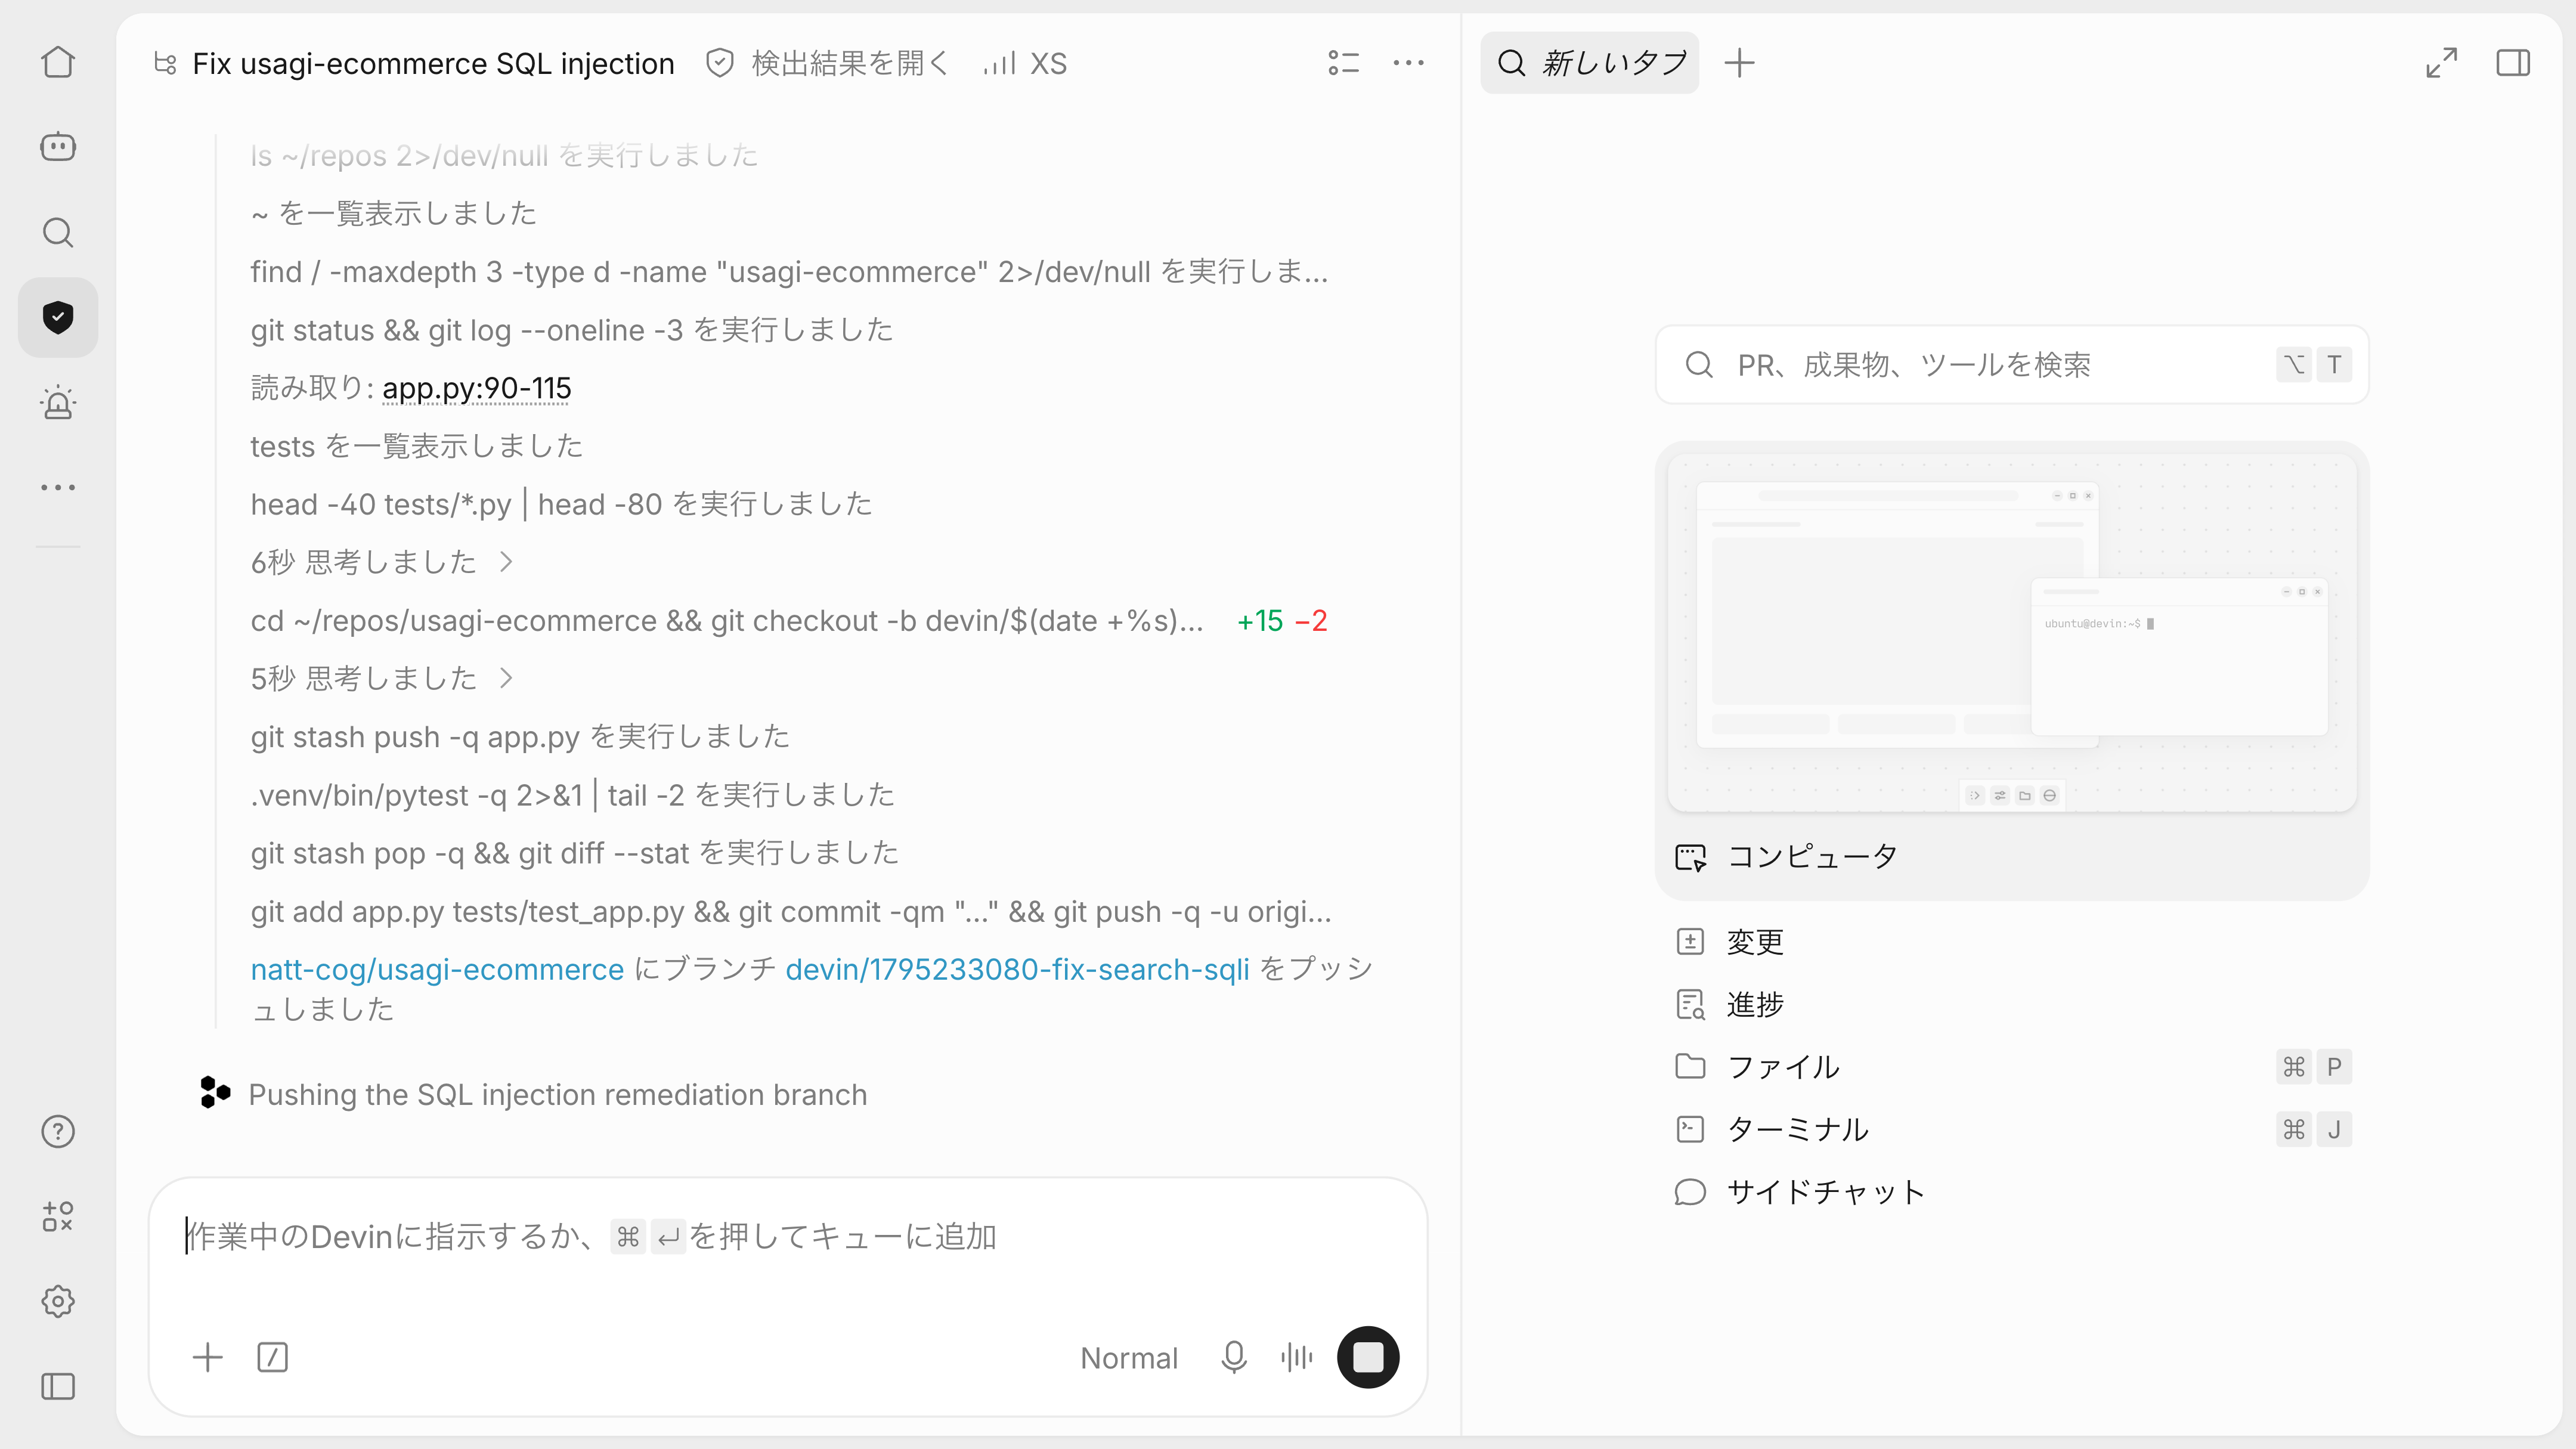 Fix usagi-ecommerce SQL injection 検出結果を開く XS
ls ~/repos 2>/dev/null を実行しました
~ を一覧表示しました
find / -maxdepth 3 -type d -name "usagi-ecommerce" 2>/dev/null を実行しま...
git status && git log --oneline -3 を実行しました
読み取り: app.py:90-115
tests を一覧表示しました
head -40 tests/*.py | head -80 を実行しました
6秒 思考しました
cd ~/repos/usagi-ecommerce && git checkout -b devin/$(date +%s)... +15 −2
5秒 思考しました
git stash push -q app.py を実行しました
.venv/bin/pytest -q 2>&1 | tail -2 を実行しました
git stash pop -q && git diff --stat を実行しました
git add app.py tests/test_app.py && git commit -qm "..." && git push -q -u origi...
natt-cog/usagi-ecommerce にブランチ devin/1795233080-fix-search-sqli をプッシ
ュしました
Pushing the SQL injection remediation branch
作業中のDevinに指示するか、⌘ ↵ を押してキューに追加
Normal
新しいタブ
PR、成果物、ツールを検索 ⌥ T
ubuntu@devin:~$
コンピュータ
変更
進捗
ファイル ⌘ P
ターミナル ⌘ J
サイドチャット